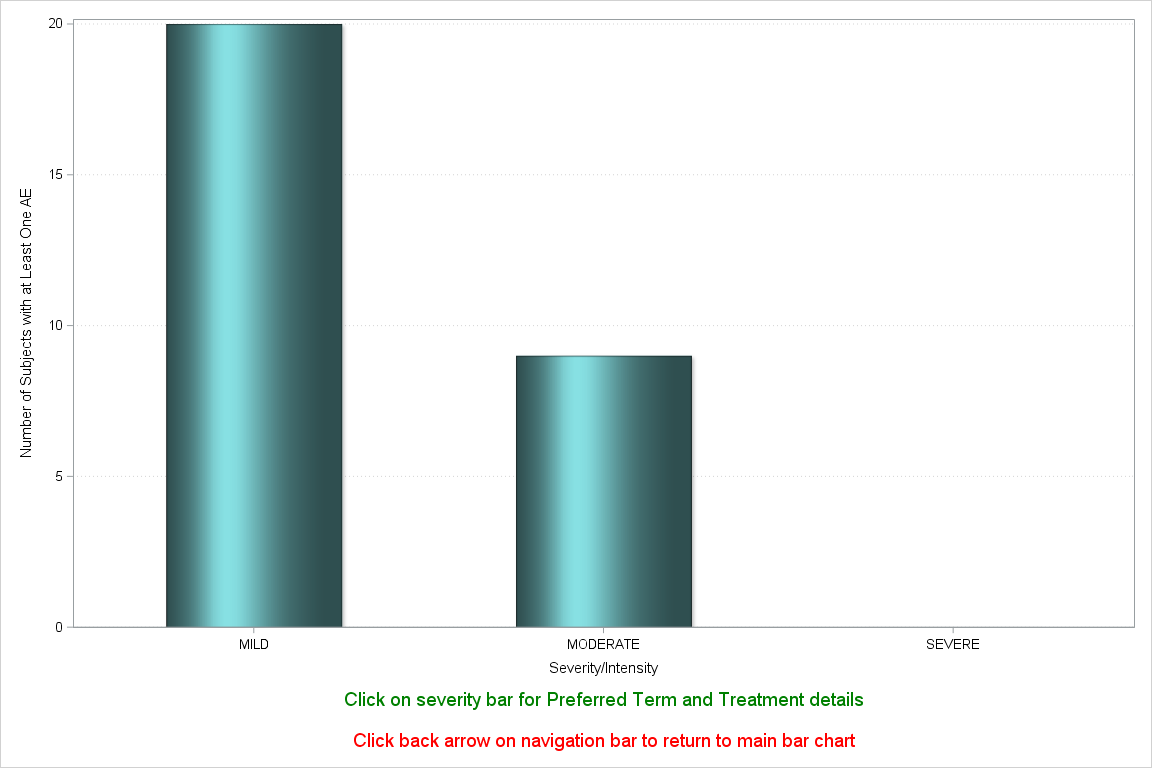 20
15
10
5
0
Number of Subjects with at Least One AE
MILD
MODERATE
SEVERE
Severity/Intensity
Click on severity bar for Preferred Term and Treatment details
Click back arrow on navigation bar to return to main bar chart